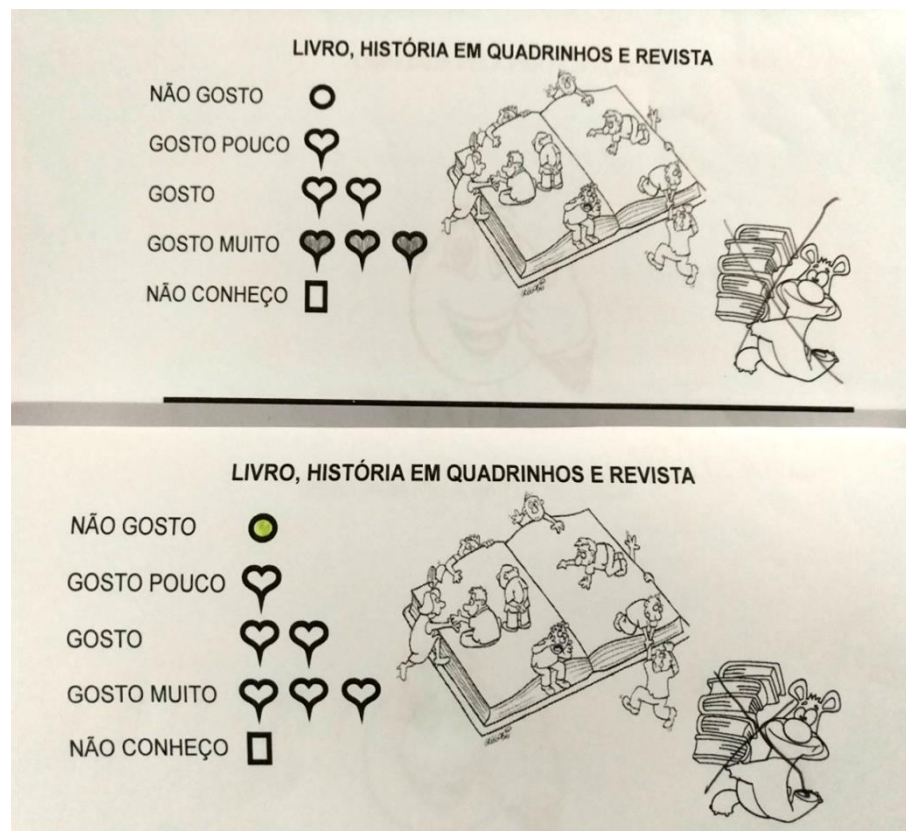 LIVRO, HISTÓRIA EM QUADRINHOS E REVISTA
NÃO GOSTO
GOSTO POUCO
GOSTO
GOSTO MUITO
NÃO CONHEÇO
LIVRO, HISTÓRIA EM QUADRINHOS E REVISTA
NÃO GOSTO
GOSTO POUCO
GOSTO
GOSTO MUITO
NÃO CONHEÇO